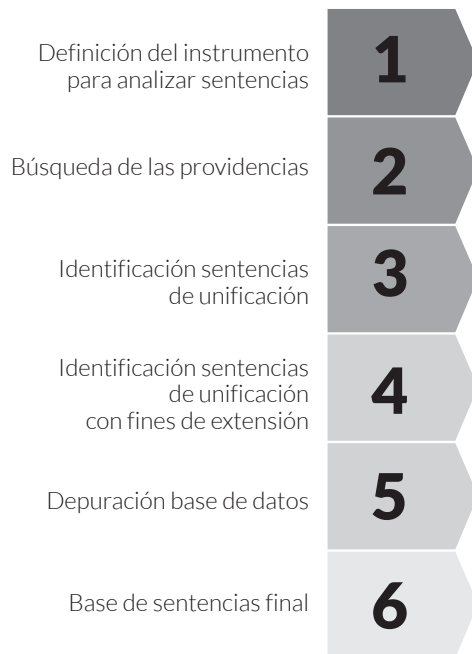 Definición del instrumento
para analizar sentencias
1
Búsqueda de las providencias
2
Identificación sentencias
de unificación
3
Identificación sentencias
de unificación
con fines de extensión
4
Depuración base de datos
5
Base de sentencias final
6